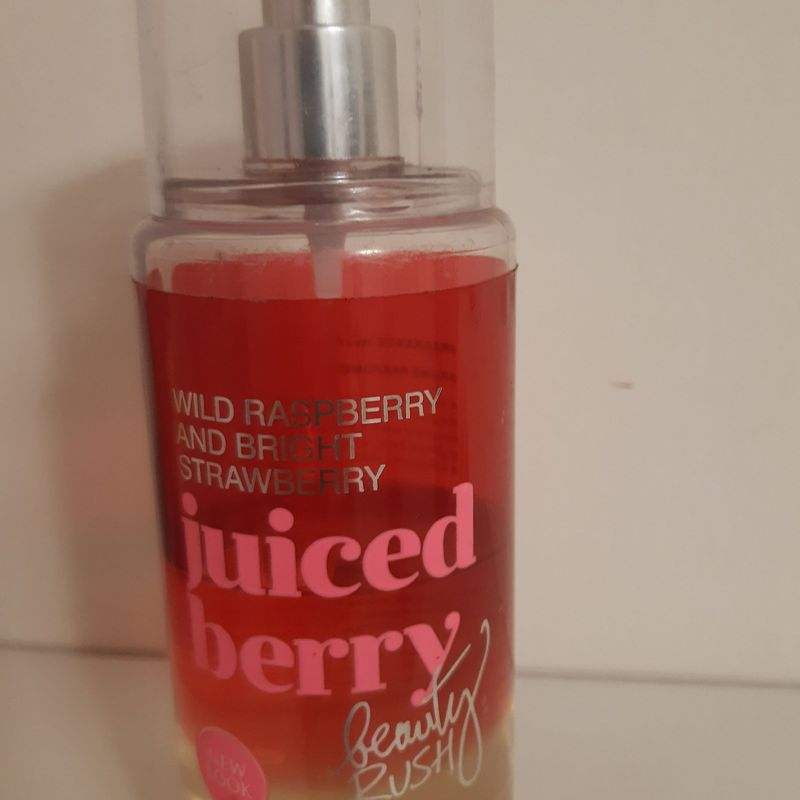 WILD RASPBERRY
AND BRIGHT
STRAWBERRY
juiced
berry
beauty
RUSH
NEW
LOOK